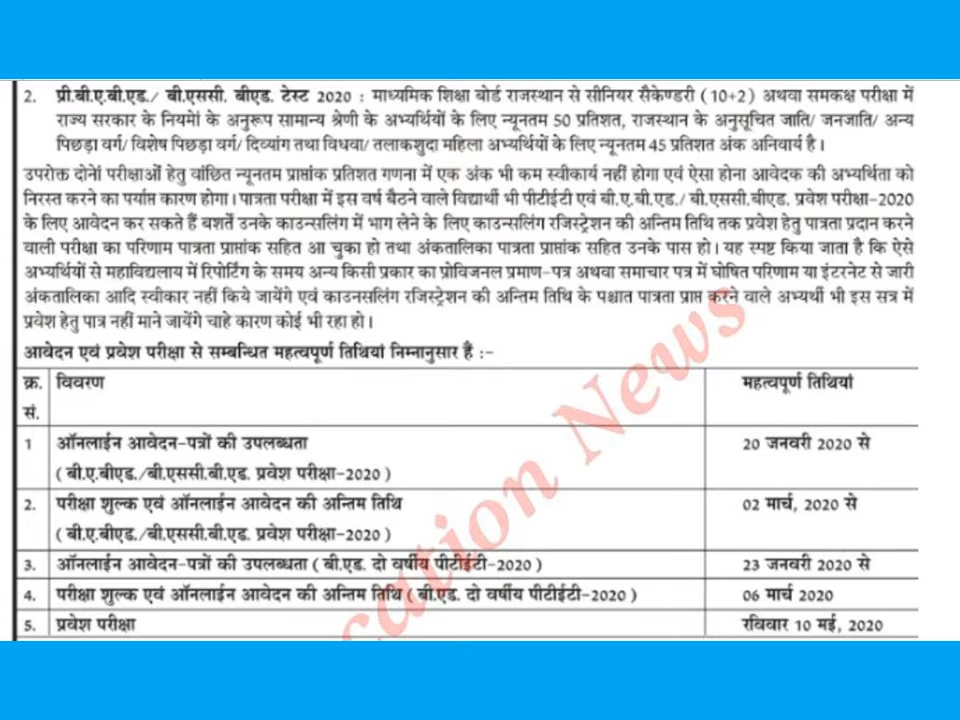 2. प्री.बी.ए.बी.एड./ बी.एससी. बीएड. टेस्ट 2020 : माध्यमिक शिक्षा बोर्ड राजस्थान से सीनियर सैकेण्डरी (10+2) अथवा समकक्ष परीक्षा में
राज्य सरकार के नियमों के अनुरूप सामान्य श्रेणी के अभ्यर्थियों के लिए न्यूनतम 50 प्रतिशत, राजस्थान के अनुसूचित जाति/ जनजाति/ अन्य
पिछड़ा वर्ग/ विशेष पिछड़ा वर्ग/ दिव्यांग तथा विधवा/ तलाकशुदा महिला अभ्यर्थियों के लिए न्यूनतम 45 प्रतिशत अंक अनिवार्य है।
उपरोक्त दोनों परीक्षाओं हेतु वांछित न्यूनतम प्राप्तांक प्रतिशत गणना में एक अंक भी कम स्वीकार्य नहीं होगा एवं ऐसा होना आवेदक की अभ्यर्थिता को
निरस्त करने का पर्याप्त कारण होगा। पात्रता परीक्षा में इस वर्ष बैठने वाले विद्यार्थी भी पीटीईटी एवं बी.ए.बी.एड./ बी.एससी.बीएड. प्रवेश परीक्षा-2020
के लिए आवेदन कर सकते हैं बशर्ते उनके काउन्सलिंग में भाग लेने के लिए काउन्सलिंग रजिस्ट्रेशन की अन्तिम तिथि तक प्रवेश हेतु पात्रता प्रदान करने
वाली परीक्षा का परिणाम पात्रता प्राप्तांक सहित आ चुका हो तथा अंकतालिका पात्रता प्राप्तांक सहित उनके पास हो। यह स्पष्ट किया जाता है कि ऐसे
अभ्यर्थियों से महाविद्यालय में रिपोर्टिंग के समय अन्य किसी प्रकार का प्रोविजनल प्रमाण-पत्र अथवा समाचार पत्र में घोषित परिणाम या इंटरनेट से जारी
अंकतालिका आदि स्वीकार नहीं किये जायेंगे एवं काउनसलिंग रजिस्ट्रेशन की अन्तिम तिथि के पश्चात पात्रता प्राप्त करने वाले अभ्यर्थी भी इस सत्र में
प्रवेश हेतु पात्र नहीं माने जायेंगे चाहे कारण कोई भी रहा हो।
आवेदन एवं प्रवेश परीक्षा से सम्बन्धित महत्वपूर्ण तिथियां निम्नानुसार है :-
क्र. सं. विवरण महत्वपूर्ण तिथियां
1 ऑनलाईन आवेदन-पत्रों की उपलब्धता 20 जनवरी 2020 से
( बी.ए.बीएड./बी.एससी.बी.एड. प्रवेश परीक्षा-2020 )
2. परीक्षा शुल्क एवं ऑनलाईन आवेदन की अन्तिम तिथि 02 मार्च, 2020 से
( बी.ए.बीएड./बी.एससी.बी.एड. प्रवेश परीक्षा-2020 )
3. ऑनलाईन आवेदन-पत्रों की उपलब्धता ( बी.एड. दो वर्षीय पीटीईटी-2020 ) 23 जनवरी 2020 से
4. परीक्षा शुल्क एवं ऑनलाईन आवेदन की अन्तिम तिथि ( बी.एड. दो वर्षीय पीटीईटी-2020 ) 06 मार्च 2020
5. प्रवेश परीक्षा रविवार 10 मई, 2020
cation News